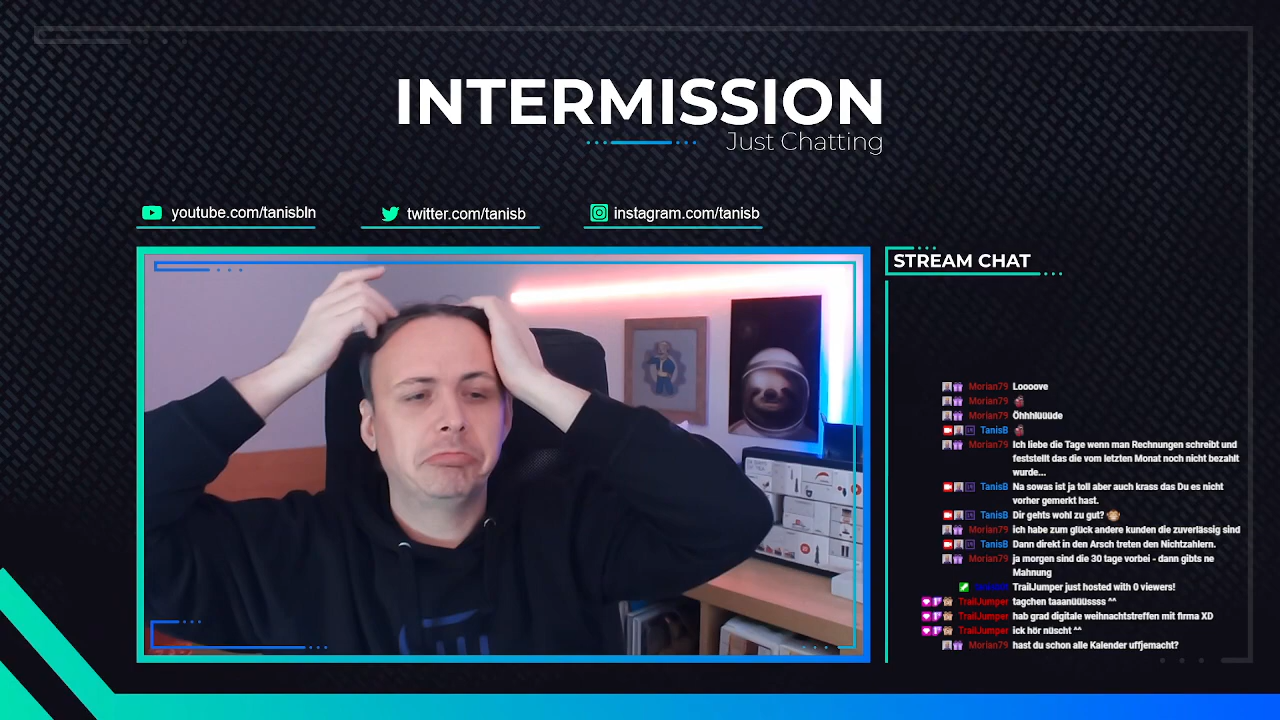 INTERMISSION
Just Chatting
youtube.com/tanisbln
twitter.com/tanisb
instagram.com/tanisb
STREAM CHAT
Morian79 Loooove
Morian79
Morian79 Öhhhlüüüde
TanisB
Morian79 Ich liebe die Tage wenn man Rechnungen schreibt und
feststellt das die vom letzten Monat noch nicht bezahlt
wurde...
TanisB Na sowas ist ja toll aber auch krass das Du es nicht
vorher gemerkt hast.
TanisB Dir gehts wohl zu gut?
Morian79 ich habe zum glück andere kunden die zuverlässig sind
TanisB Dann direkt in den Arsch treten den Nichtzahlern.
Morian79 ja morgen sind die 30 tage vorbei - dann gibts ne
Mahnung
TrailJumper just hosted with 0 viewers!
TrailJumper tagchen taaanüüüssss ^^
TrailJumper hab grad digitale weihnachtstreffen mit firma XD
TrailJumper ick hör nüscht ^^
Morian79 hast du schon alle Kalender uffjemacht?